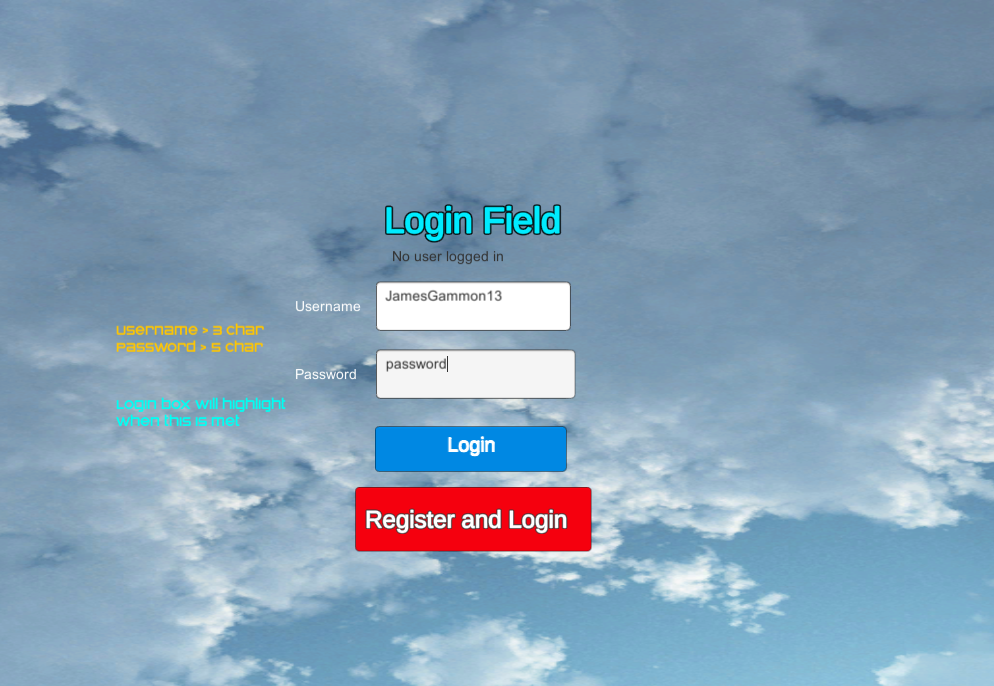 Login Field
No user logged in
Username
JamesGammon13
username > 3 char
password > 5 char
Password
password
Login box will highlight
when this is met
Login
Register and Login